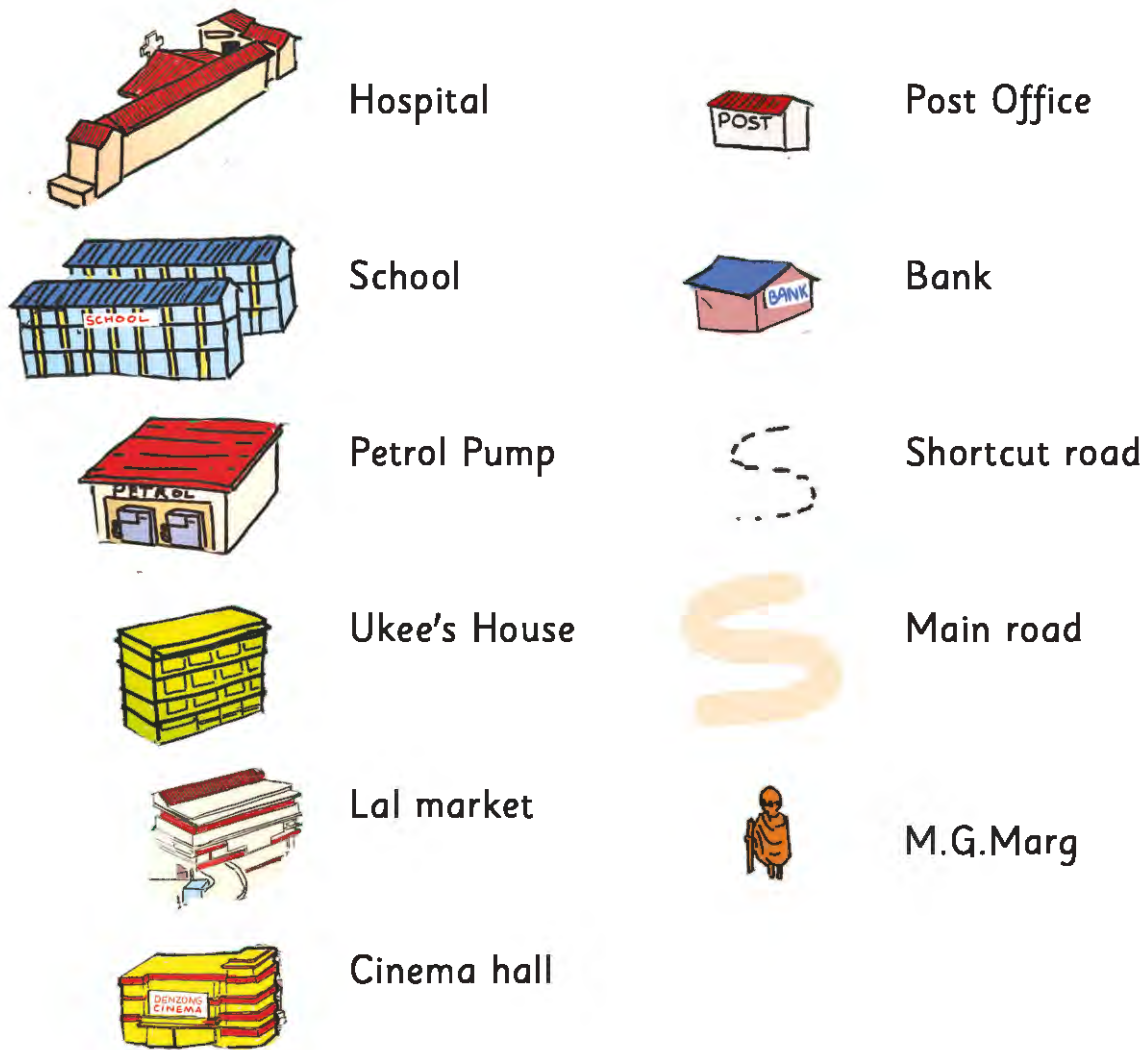 Hospital
School
SCHOOL
Petrol Pump
PETROL
Ukee's House
Lal market
Cinema hall
DENZONG
CINEMA
Post Office
POST
Bank
BANK
Shortcut road
Main road
M.G.Marg